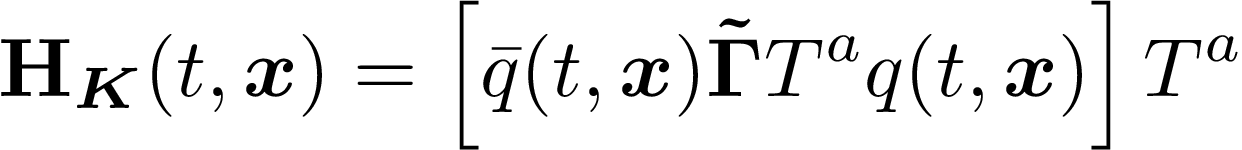 𝐇_𝑲(t, 𝒙) = [q̄(t, 𝒙)𝚪̃T^a q(t, 𝒙)] T^a